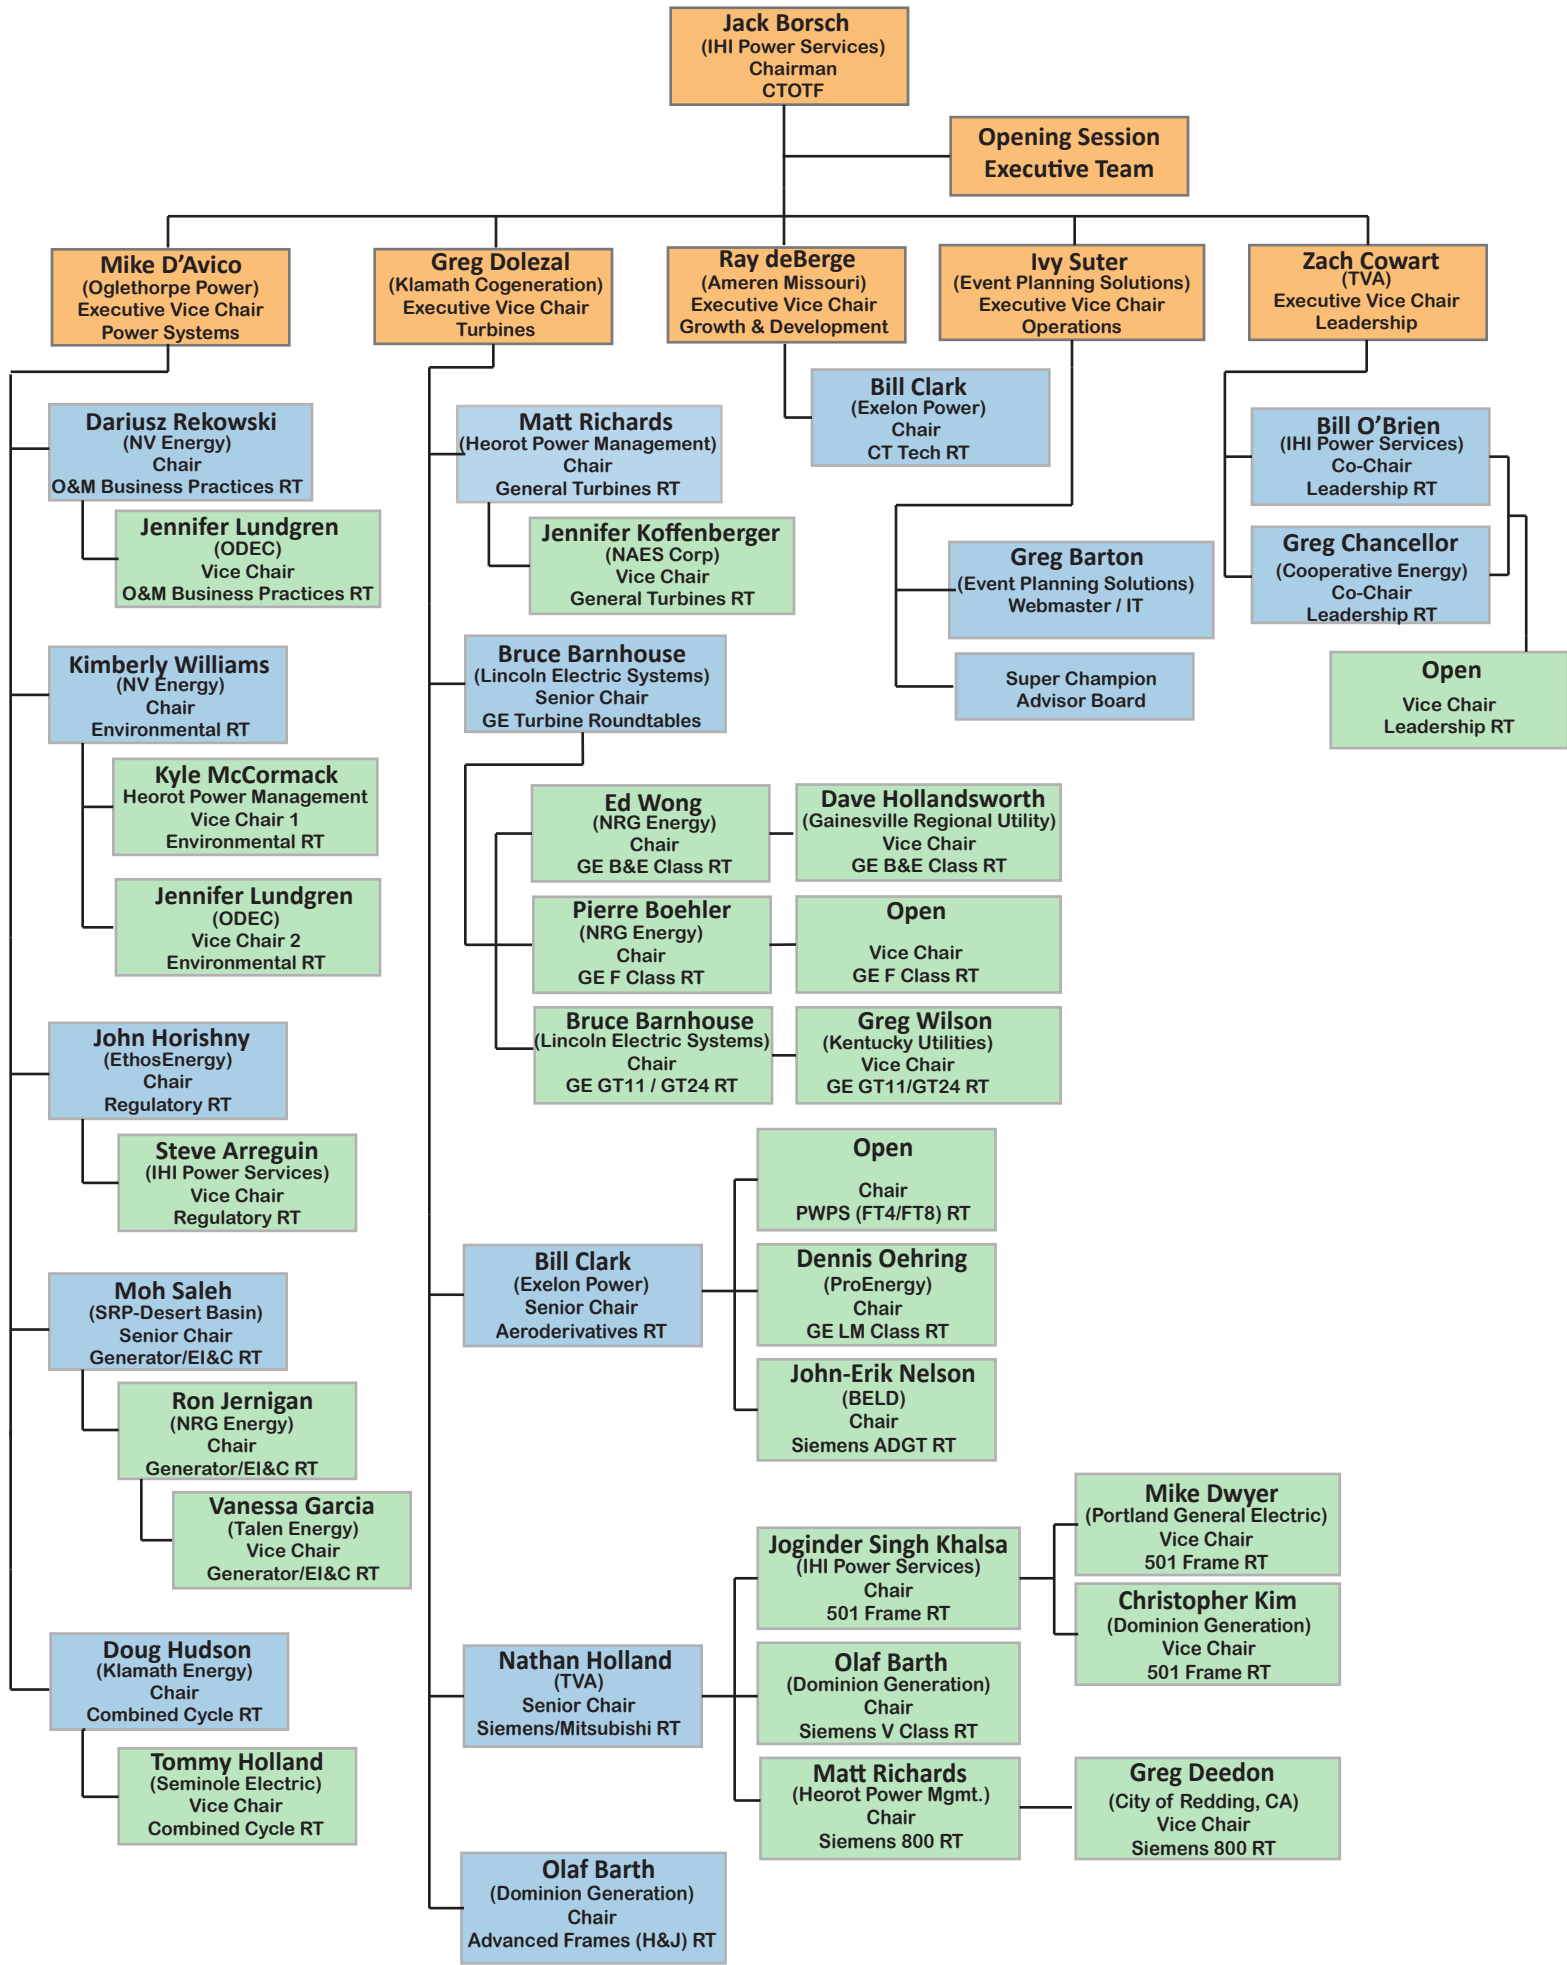 Jack Borsch
(IHI Power Services)
Chairman
CTOTF
Opening Session
Executive Team
Mike D'Avico
(Oglethorpe Power)
Executive Vice Chair
Power Systems
Greg Dolezal
(Klamath Cogeneration)
Executive Vice Chair
Turbines
Ray deBerge
(Ameren Missouri)
Executive Vice Chair
Growth & Development
Ivy Suter
(Event Planning Solutions)
Executive Vice Chair
Operations
Zach Cowart
(TVA)
Executive Vice Chair
Leadership
Dariusz Rekowski
(NV Energy)
Chair
O&M Business Practices RT
Jennifer Lundgren
(ODEC)
Vice Chair
O&M Business Practices RT
Kimberly Williams
(NV Energy)
Chair
Environmental RT
Kyle McCormack
Heorot Power Management
Vice Chair 1
Environmental RT
Jennifer Lundgren
(ODEC)
Vice Chair 2
Environmental RT
John Horishny
(EthosEnergy)
Chair
Regulatory RT
Steve Arreguin
(IHI Power Services)
Vice Chair
Regulatory RT
Moh Saleh
(SRP-Desert Basin)
Senior Chair
Generator/EI&C RT
Ron Jernigan
(NRG Energy)
Chair
Generator/EI&C RT
Vanessa Garcia
(Talen Energy)
Vice Chair
Generator/EI&C RT
Doug Hudson
(Klamath Energy)
Chair
Combined Cycle RT
Tommy Holland
(Seminole Electric)
Vice Chair
Combined Cycle RT
Matt Richards
(Heorot Power Management)
Chair
General Turbines RT
Jennifer Koffenberger
(NAES Corp)
Vice Chair
General Turbines RT
Bruce Barnhouse
(Lincoln Electric Systems)
Senior Chair
GE Turbine Roundtables
Ed Wong
(NRG Energy)
Chair
GE B&E Class RT
Dave Hollandsworth
(Gainesville Regional Utility)
Vice Chair
GE B&E Class RT
Pierre Boehler
(NRG Energy)
Chair
GE F Class RT
Open
Vice Chair
GE F Class RT
Bruce Barnhouse
(Lincoln Electric Systems)
Chair
GE GT11 / GT24 RT
Greg Wilson
(Kentucky Utilities)
Vice Chair
GE GT11/GT24 RT
Bill Clark
(Exelon Power)
Senior Chair
Aeroderivatives RT
Open
Chair
PWPS (FT4/FT8) RT
Dennis Oehring
(ProEnergy)
Chair
GE LM Class RT
John-Erik Nelson
(BELD)
Chair
Siemens ADGT RT
Nathan Holland
(TVA)
Senior Chair
Siemens/Mitsubishi RT
Joginder Singh Khalsa
(IHI Power Services)
Chair
501 Frame RT
Mike Dwyer
(Portland General Electric)
Vice Chair
501 Frame RT
Christopher Kim
(Dominion Generation)
Vice Chair
501 Frame RT
Olaf Barth
(Dominion Generation)
Chair
Siemens V Class RT
Matt Richards
(Heorot Power Mgmt.)
Chair
Siemens 800 RT
Greg Deedon
(City of Redding, CA)
Vice Chair
Siemens 800 RT
Olaf Barth
(Dominion Generation)
Chair
Advanced Frames (H&J) RT
Bill Clark
(Exelon Power)
Chair
CT Tech RT
Greg Barton
(Event Planning Solutions)
Webmaster / IT
Super Champion
Advisor Board
Bill O'Brien
(IHI Power Services)
Co-Chair
Leadership RT
Greg Chancellor
(Cooperative Energy)
Co-Chair
Leadership RT
Open
Vice Chair
Leadership RT